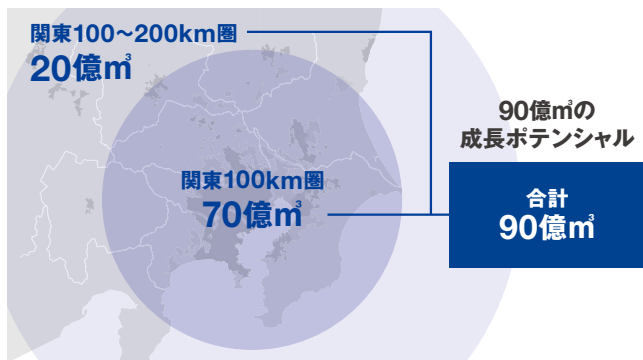 関東100〜200km圏
20億㎥
関東100km圏
70億㎥
90億㎥の
成長ポテンシャル
合計
90億㎥